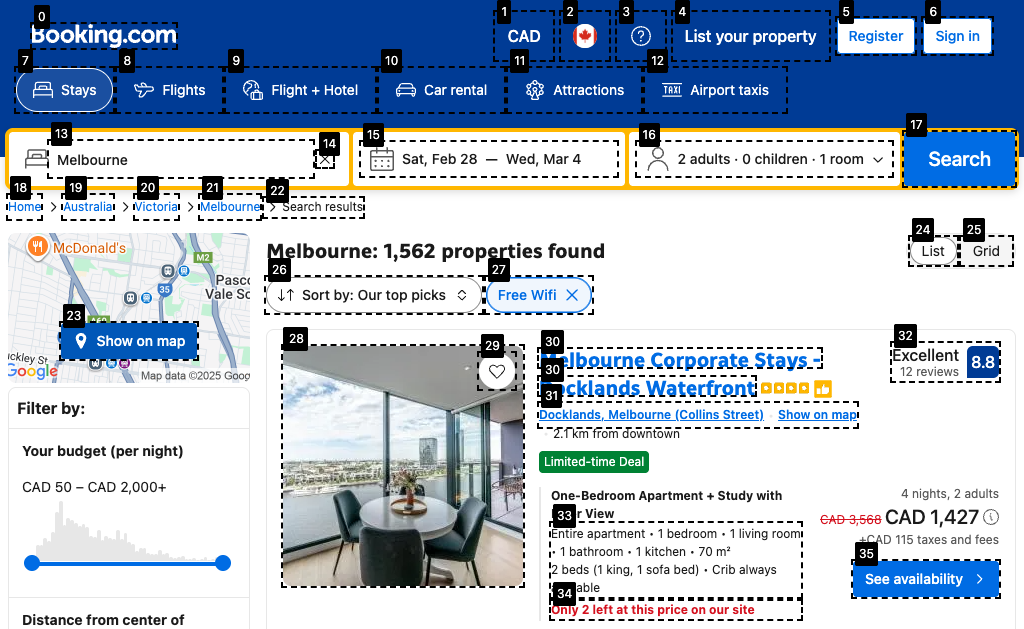 Booking.com
CAD
List your property
Register
Sign in
Stays
Flights
Flight + Hotel
Car rental
Attractions
Airport taxis
Melbourne
Sat, Feb 28 — Wed, Mar 4
2 adults · 0 children · 1 room
Search
Home
Australia
Victoria
Melbourne
Search results
McDonald's
M2
35
Show on map
Google
Map data ©2025
Filter by:
Your budget (per night)
CAD 50 – CAD 2,000+
Distance from center of
Melbourne: 1,562 properties found
List
Grid
Sort by: Our top picks
Free Wifi
Melbourne Corporate Stays -
Docklands Waterfront
Excellent
12 reviews
8.8
Docklands, Melbourne (Collins Street)
Show on map
2.1 km from downtown
Limited-time Deal
One-Bedroom Apartment + Study with
View
Entire apartment • 1 bedroom • 1 living room
• 1 bathroom • 1 kitchen • 70 m²
2 beds (1 king, 1 sofa bed) • Crib always
Only 2 left at this price on our site
4 nights, 2 adults
CAD 3,568 CAD 1,427
+CAD 115 taxes and fees
See availability
0
1
2
3
4
5
6
7
8
9
10
11
12
13
14
15
16
17
18
19
20
21
22
23
24
25
26
27
28
29
30
30
31
32
33
34
35